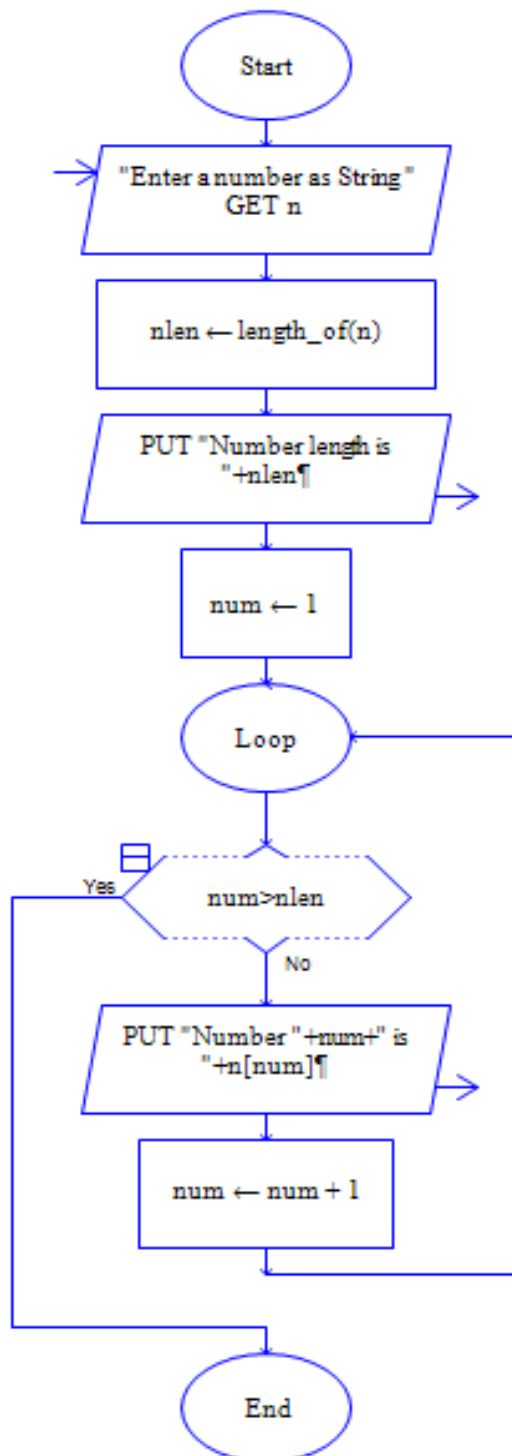 Start
"Enter a number as String "
GET n
nlen ← length_of(n)
PUT "Number length is
"+nlen¶
num ← 1
Loop
Yes
num>nlen
No
PUT "Number "+num+" is
"+n[num]¶
num ← num + 1
End